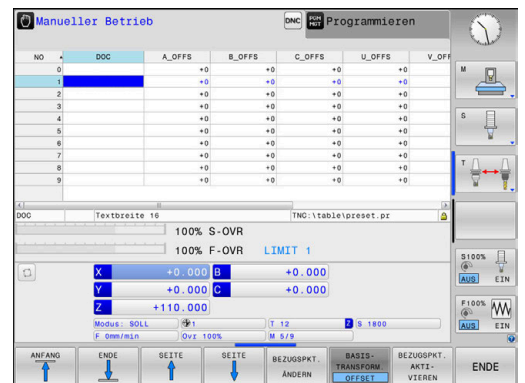 Manueller Betrieb DNC PGM MGT Programmieren
NO DOC A_OFFS B_OFFS C_OFFS U_OFFS V_OFF
0 +0 +0 +0 +0
1 +0 +0 +0 +0
2 +0 +0 +0 +0
3 +0 +0 +0 +0
4 +0 +0 +0 +0
5 +0 +0 +0 +0
6 +0 +0 +0 +0
7 +0 +0 +0 +0
8 +0 +0 +0 +0
9 +0 +0 +0 +0
DOC Textbreite 16 TNC:\table\preset.pr
100% S-OVR
100% F-OVR LIMIT 1
X +0.000 B +0.000
Y +0.000 C +0.000
Z +110.000
Modus: SOLL 1 T 12 Z S 1800
F 0mm/min Ovr 100% M 5/9
M
S
T
S100%
AUS EIN
F100%
AUS EIN
ANFANG
ENDE
SEITE
SEITE
BEZUGSPKT.
ÄNDERN
BASIS-
TRANSFORM.
OFFSET
BEZUGSPKT.
AKTI-
VIEREN
ENDE